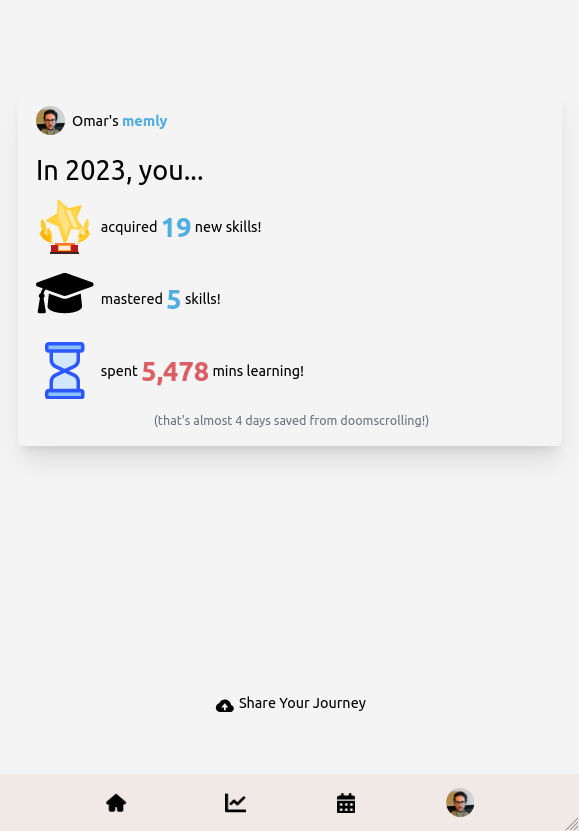 Omar's memly
In 2023, you...
acquired 19 new skills!
mastered 5 skills!
spent 5,478 mins learning!
(that's almost 4 days saved from doomscrolling!)
Share Your Journey